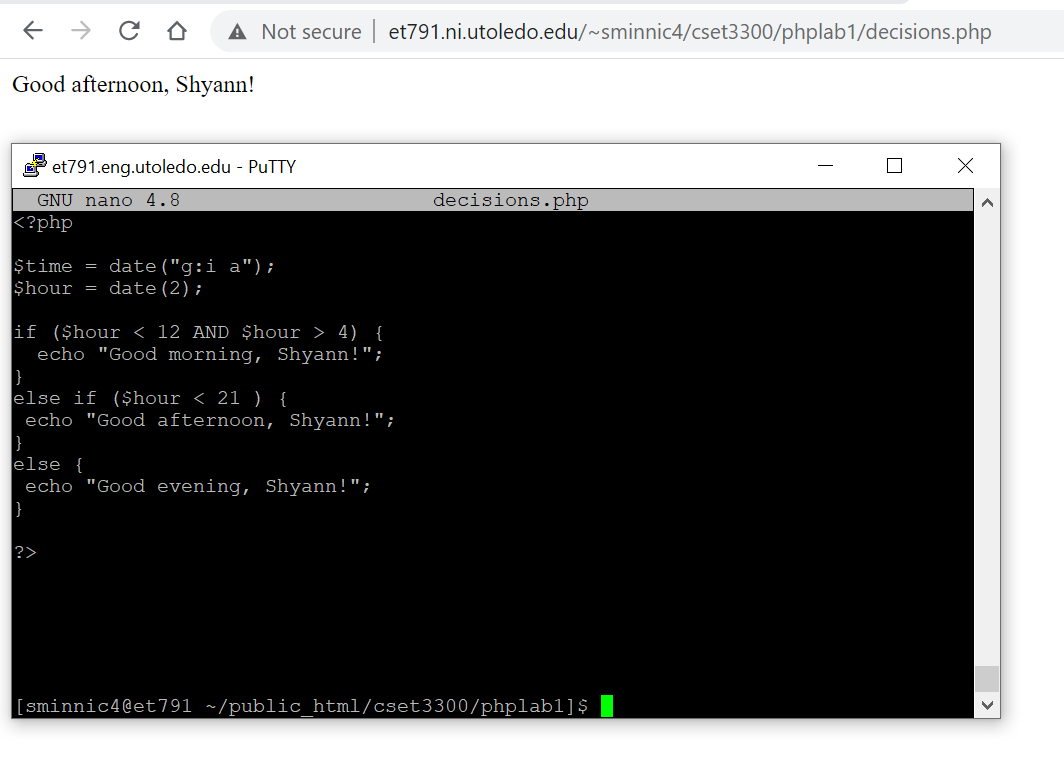 Not secure | et791.ni.utoledo.edu/~sminnic4/cset3300/phplab1/decisions.php
Good afternoon, Shyann!
et791.eng.utoledo.edu - PuTTY
GNU nano 4.8 decisions.php
<?php
$time = date("g:i a");
$hour = date(2);
if ($hour < 12 AND $hour > 4) {
echo "Good morning, Shyann!";
}
else if ($hour < 21 ) {
echo "Good afternoon, Shyann!";
}
else {
echo "Good evening, Shyann!";
}
?>
[sminnic4@et791 ~/public_html/cset3300/phplab1]$